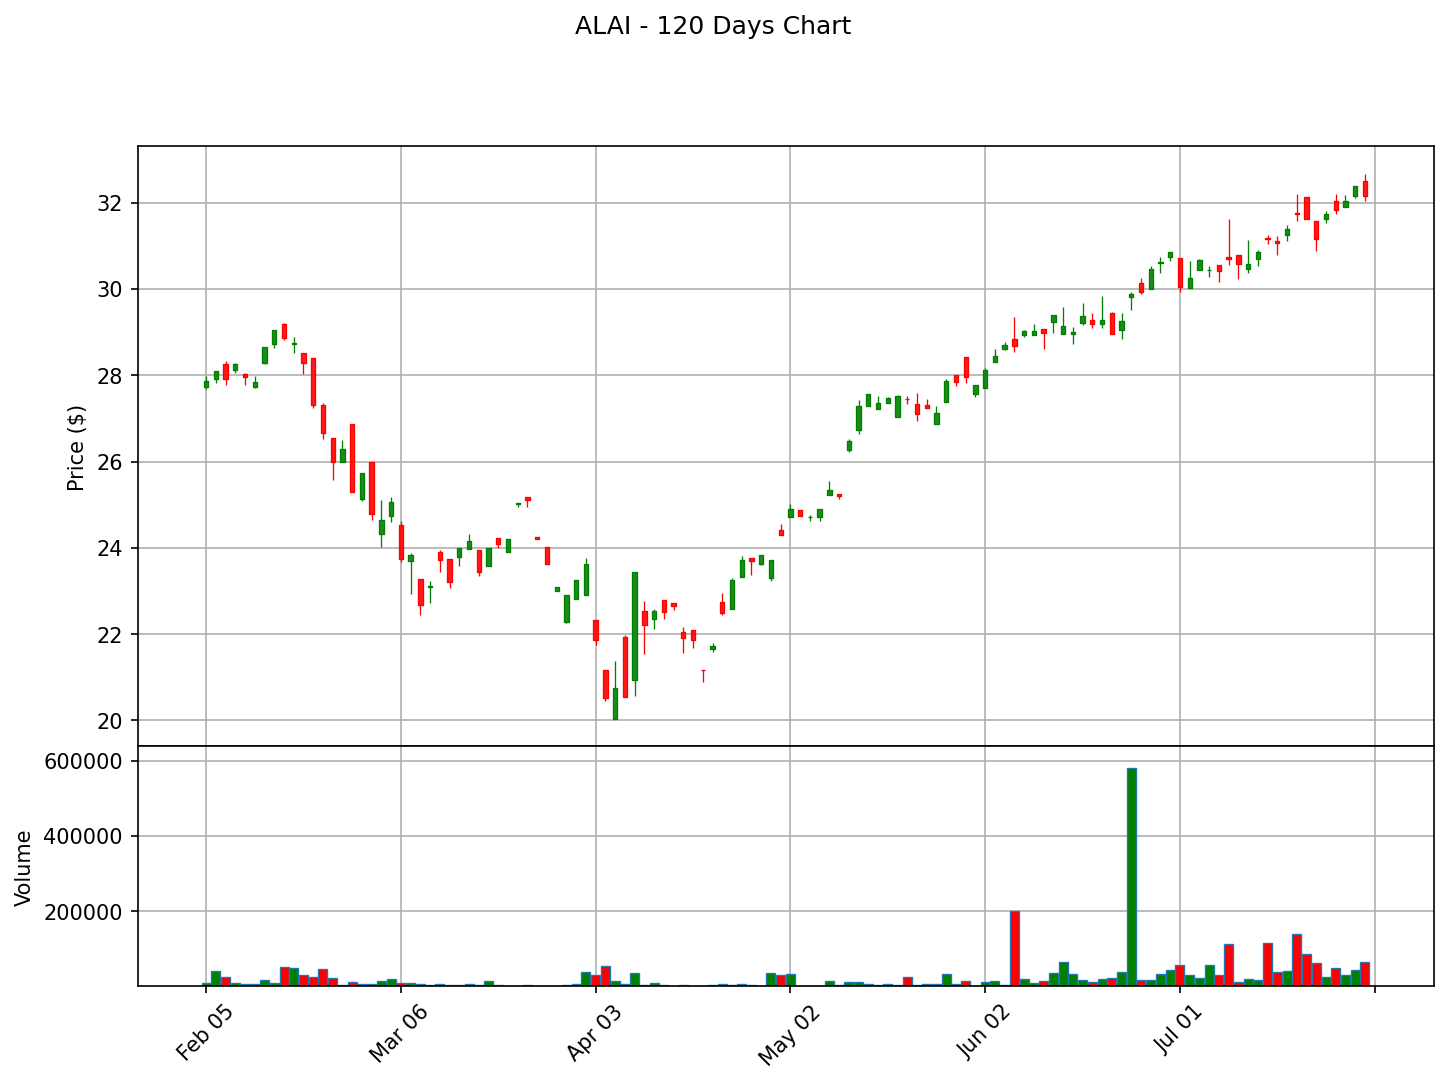 ALAI - 120 Days Chart
Price ($)
32
30
28
26
24
22
20
Volume
600000
400000
200000
Feb 05
Mar 06
Apr 03
May 02
Jun 02
Jul 01